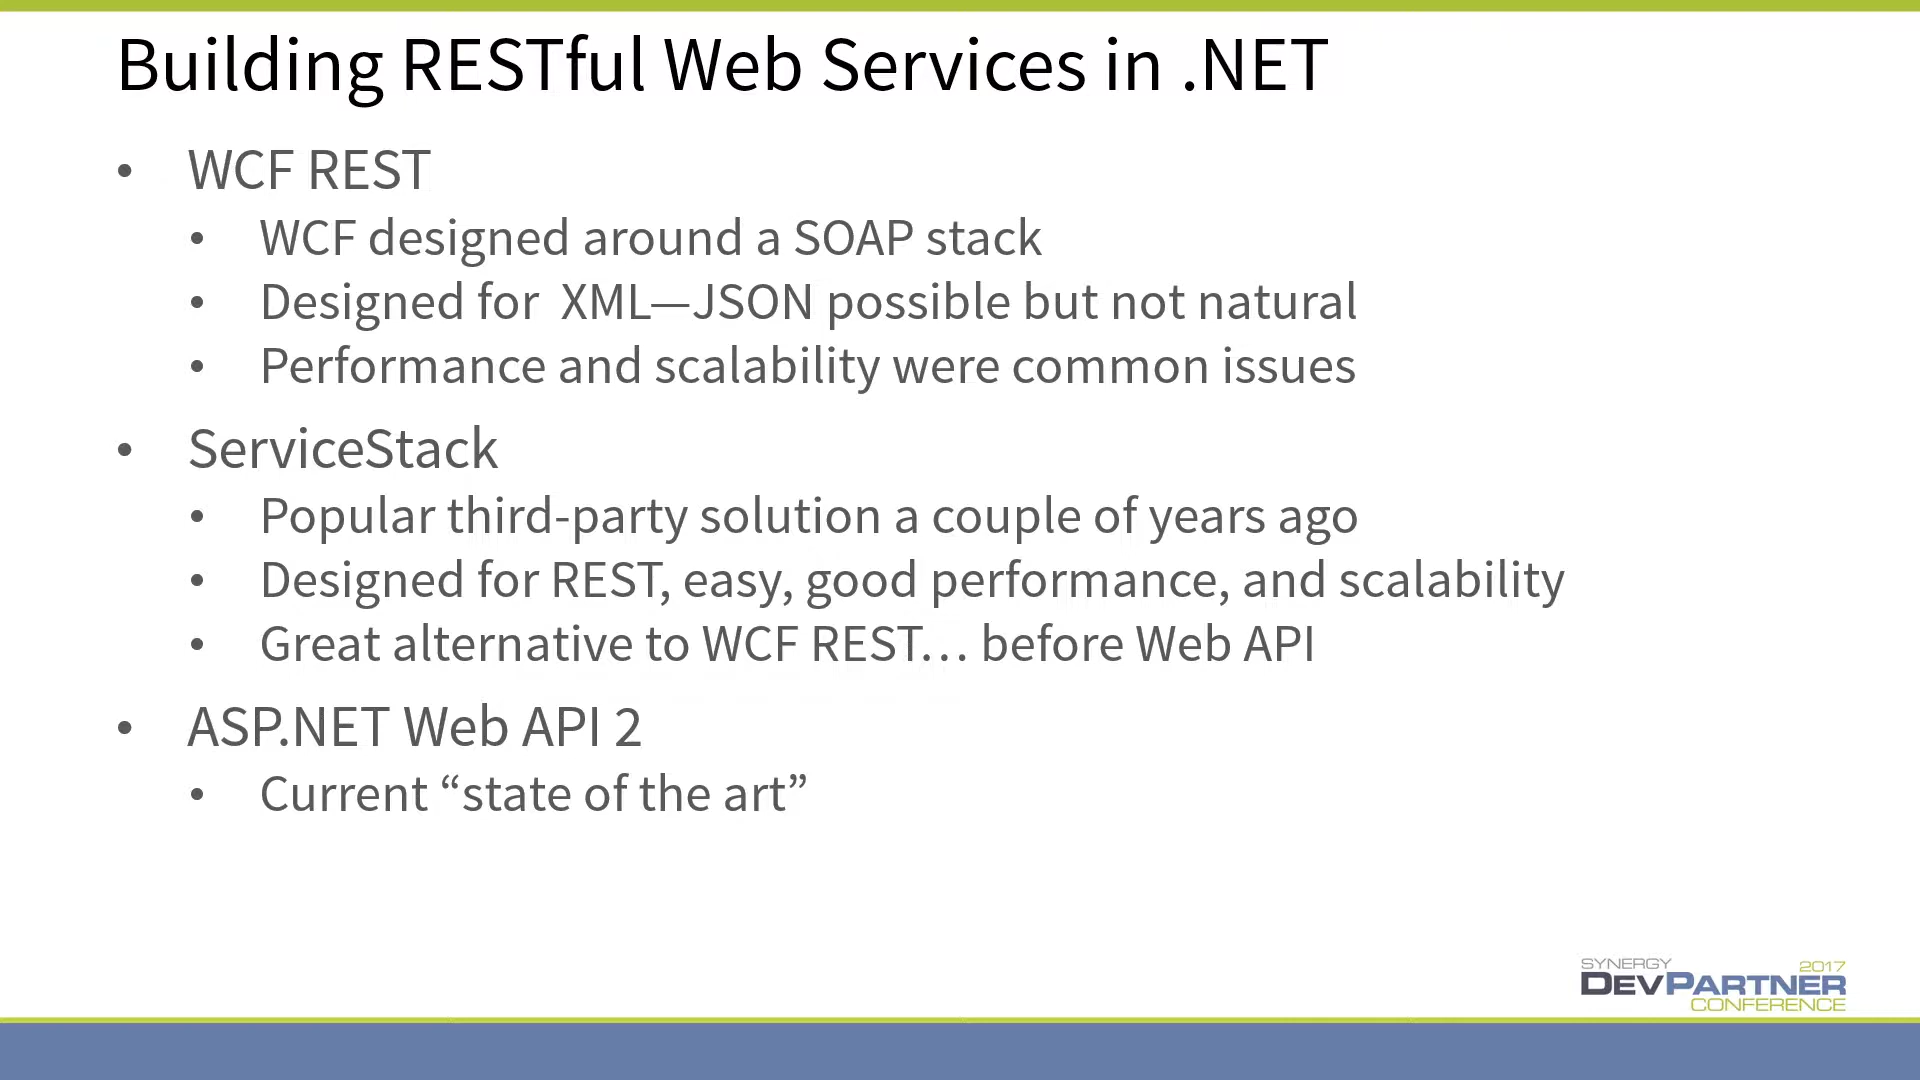 Building RESTful Web Services in .NET
• WCF REST
• WCF designed around a SOAP stack
• Designed for  XML—JSON possible but not natural
• Performance and scalability were common issues
• ServiceStack
• Popular third-party solution a couple of years ago
• Designed for REST, easy, good performance, and scalability
• Great alternative to WCF REST… before Web API
• ASP.NET Web API 2
• Current “state of the art”
SYNERGY 2017
DEVPARTNER
CONFERENCE